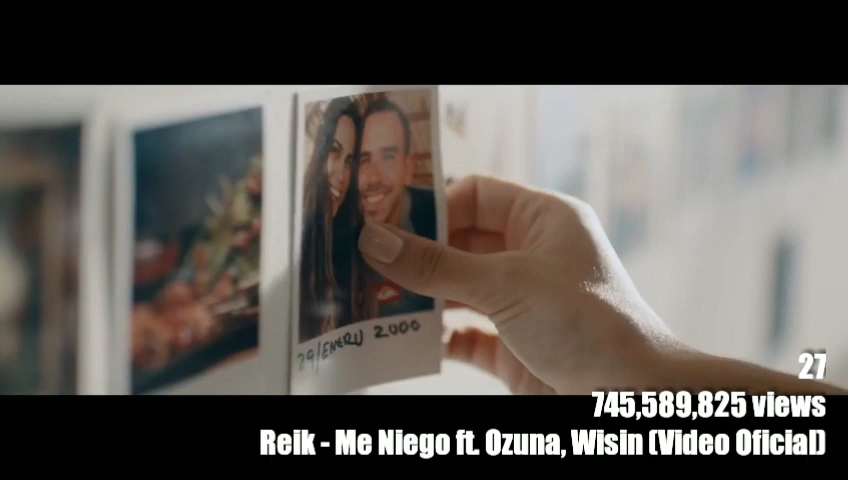 29/ENERO 2000
27
745,589,825 views
Reik - Me Niego ft. Ozuna, Wisin (Video Oficial)